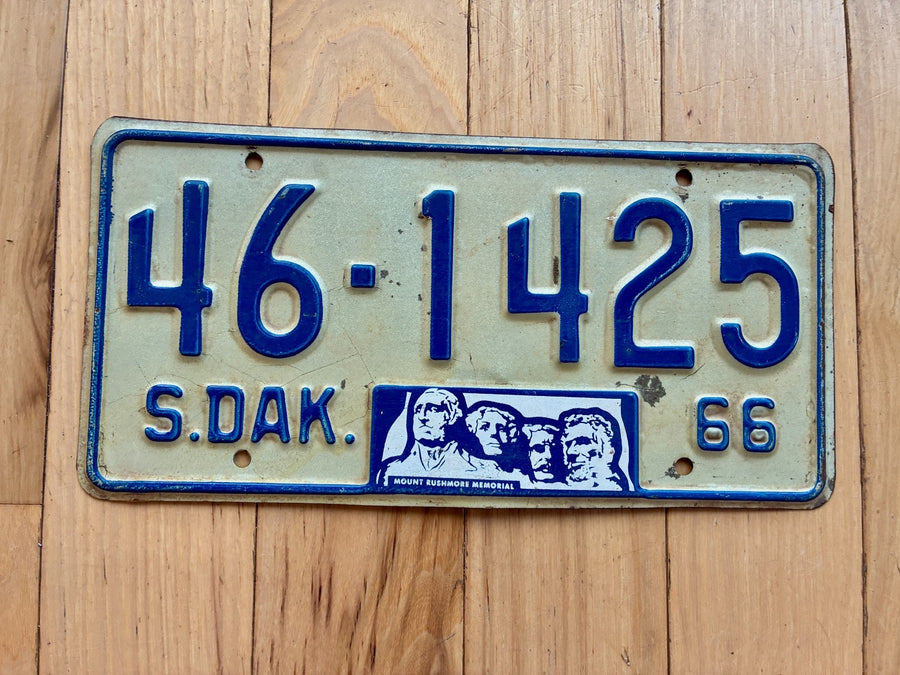 46·1425
S.DAK.
66
MOUNT RUSHMORE MEMORIAL